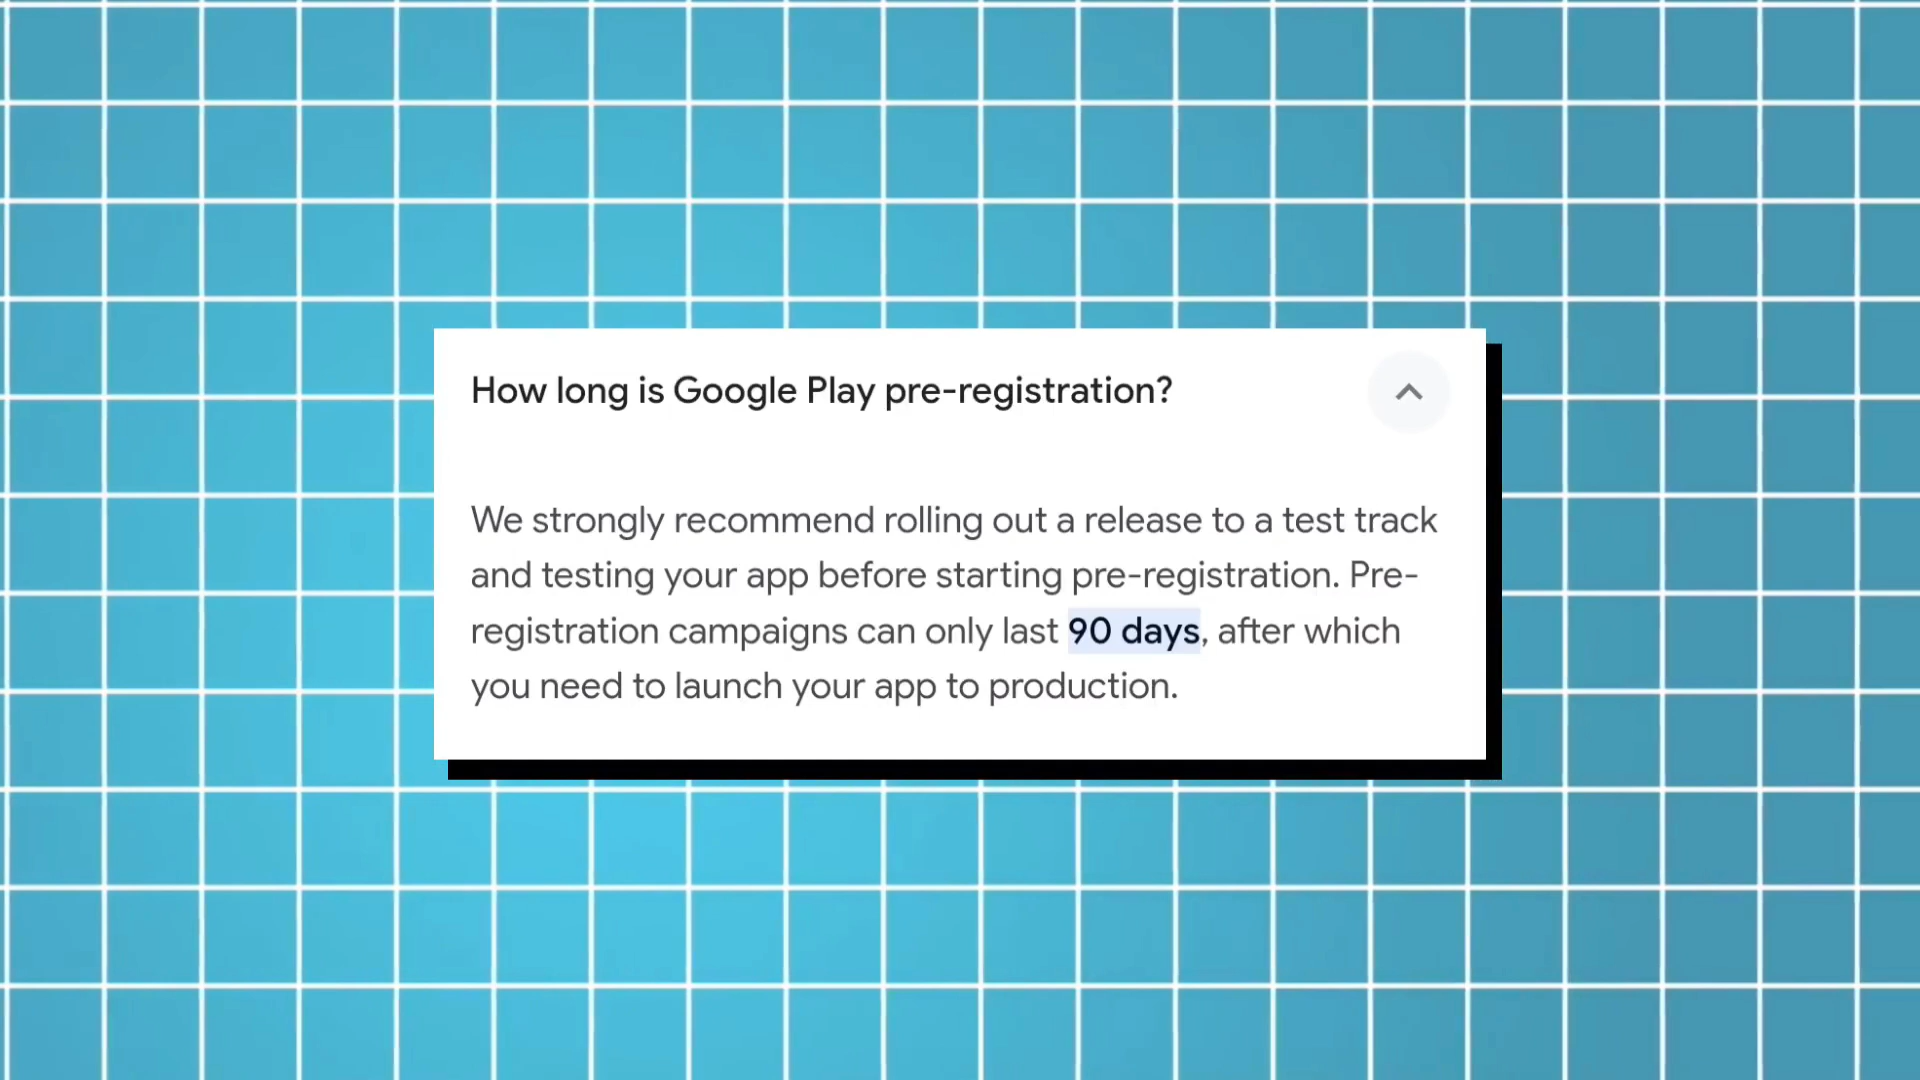 How long is Google Play pre-registration?
We strongly recommend rolling out a release to a test track
and testing your app before starting pre-registration. Pre-
registration campaigns can only last 90 days, after which
you need to launch your app to production.